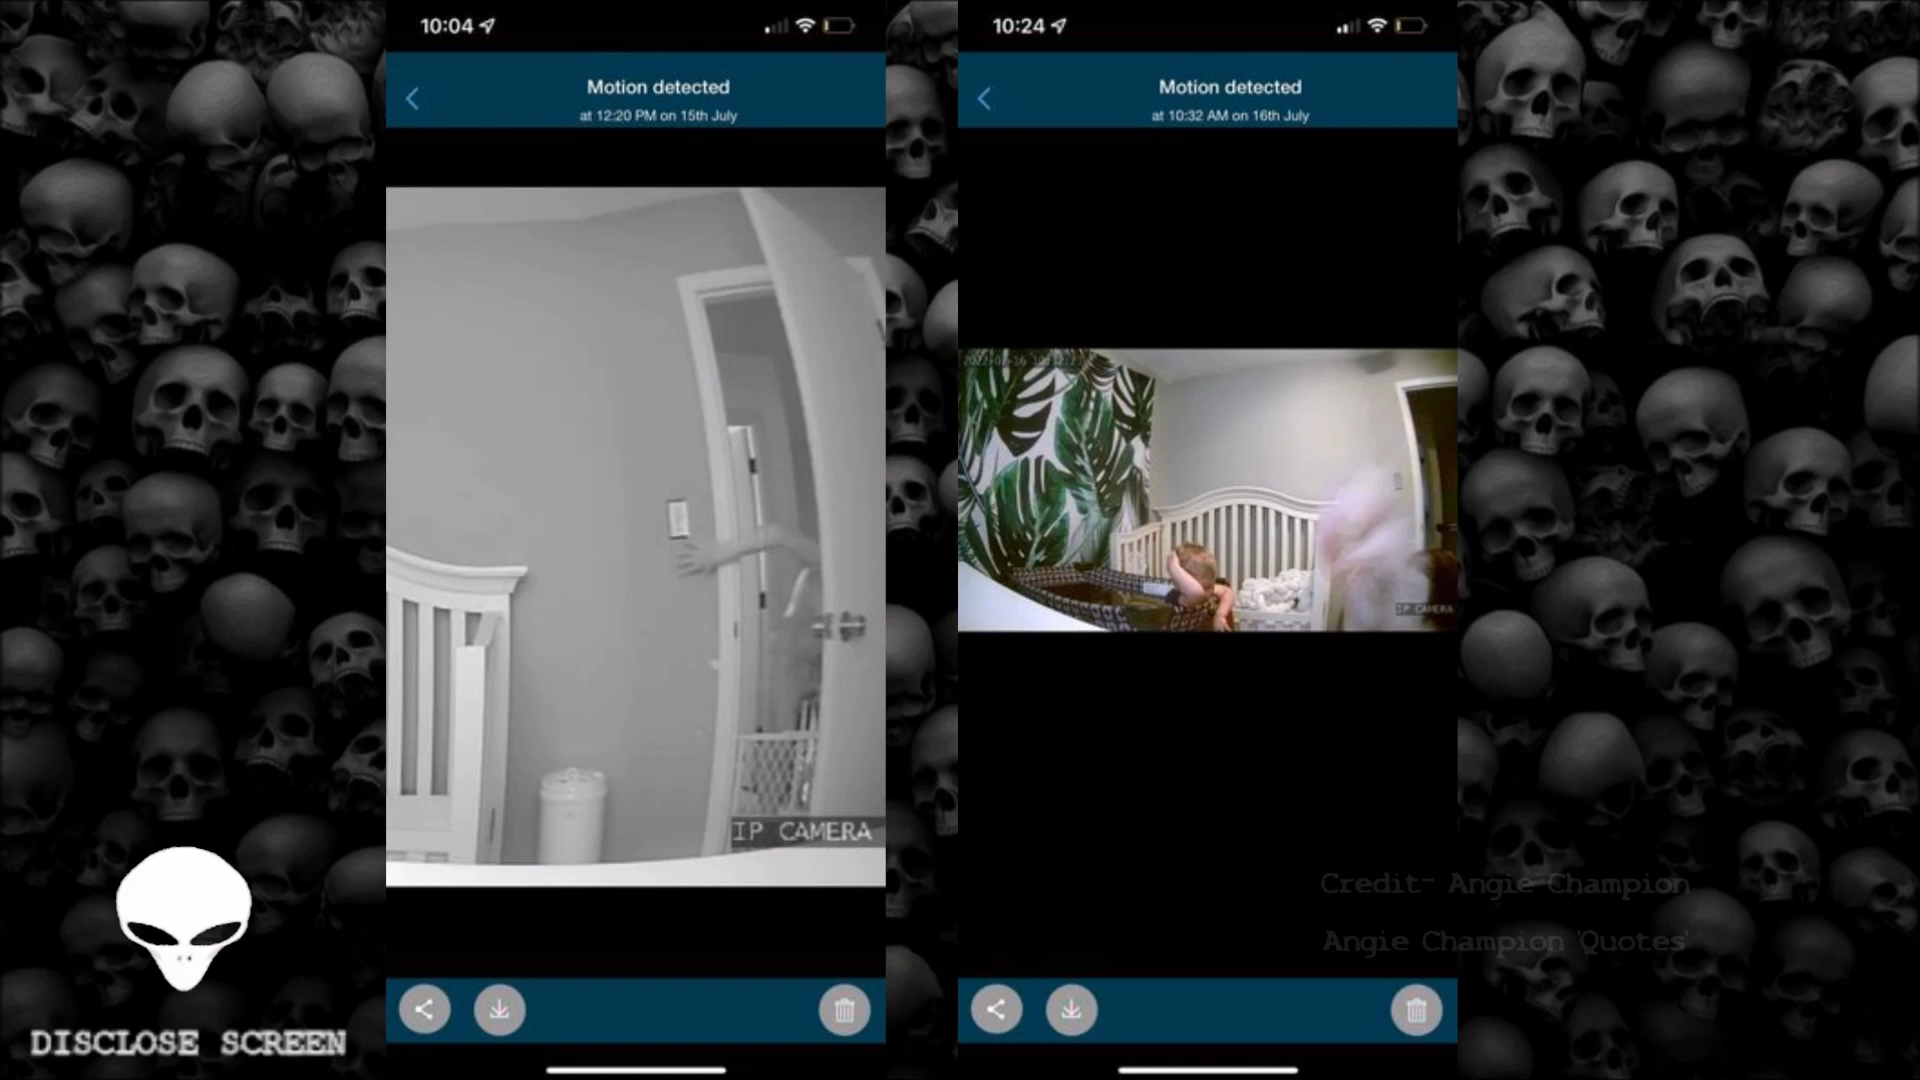 10:04
Motion detected
at 12:20 PM on 15th July
IP CAMERA
10:24
Motion detected
at 10:32 AM on 16th July
IP CAMERA
Credit- Angie Champion
Angie Champion 'Quotes'
DISCLOSE SCREEN